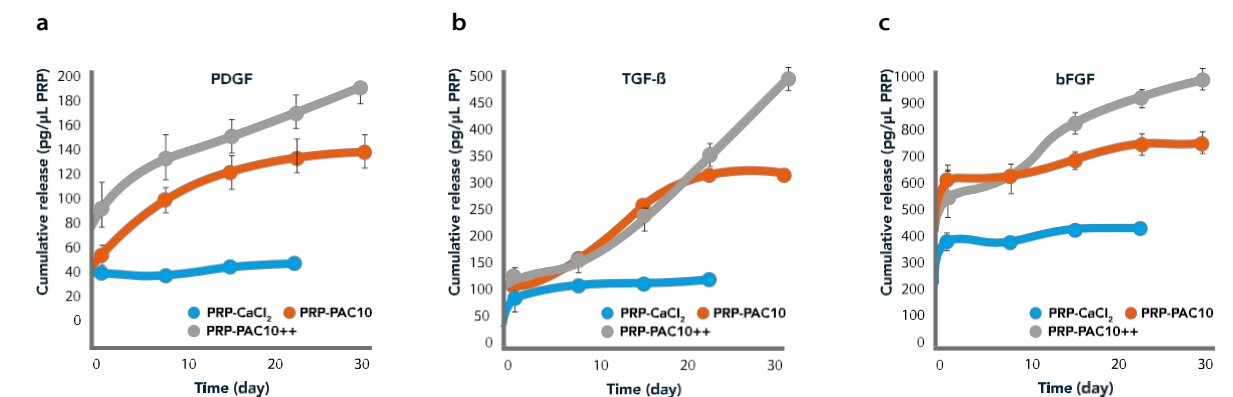 a
PDGF
Cumulative release (pg/µL PRP)
200
180
160
140
120
100
80
60
40
20
0
PRP-CaCl₂ PRP-PAC10
PRP-PAC10++
0 10 20 30
Time (day)
b
TGF-ß
Cumulative release (pg/µL PRP)
500
450
400
350
300
250
200
150
100
50
0
PRP-CaCl₂ PRP-PAC10
PRP-PAC10++
0 10 20 30
Time (day)
c
bFGF
Cumulative release (pg/µL PRP)
1000
900
800
700
600
500
400
300
200
100
0
PRP-CaCl₂ PRP-PAC10
PRP-PAC10++
0 10 20 30
Time (day)